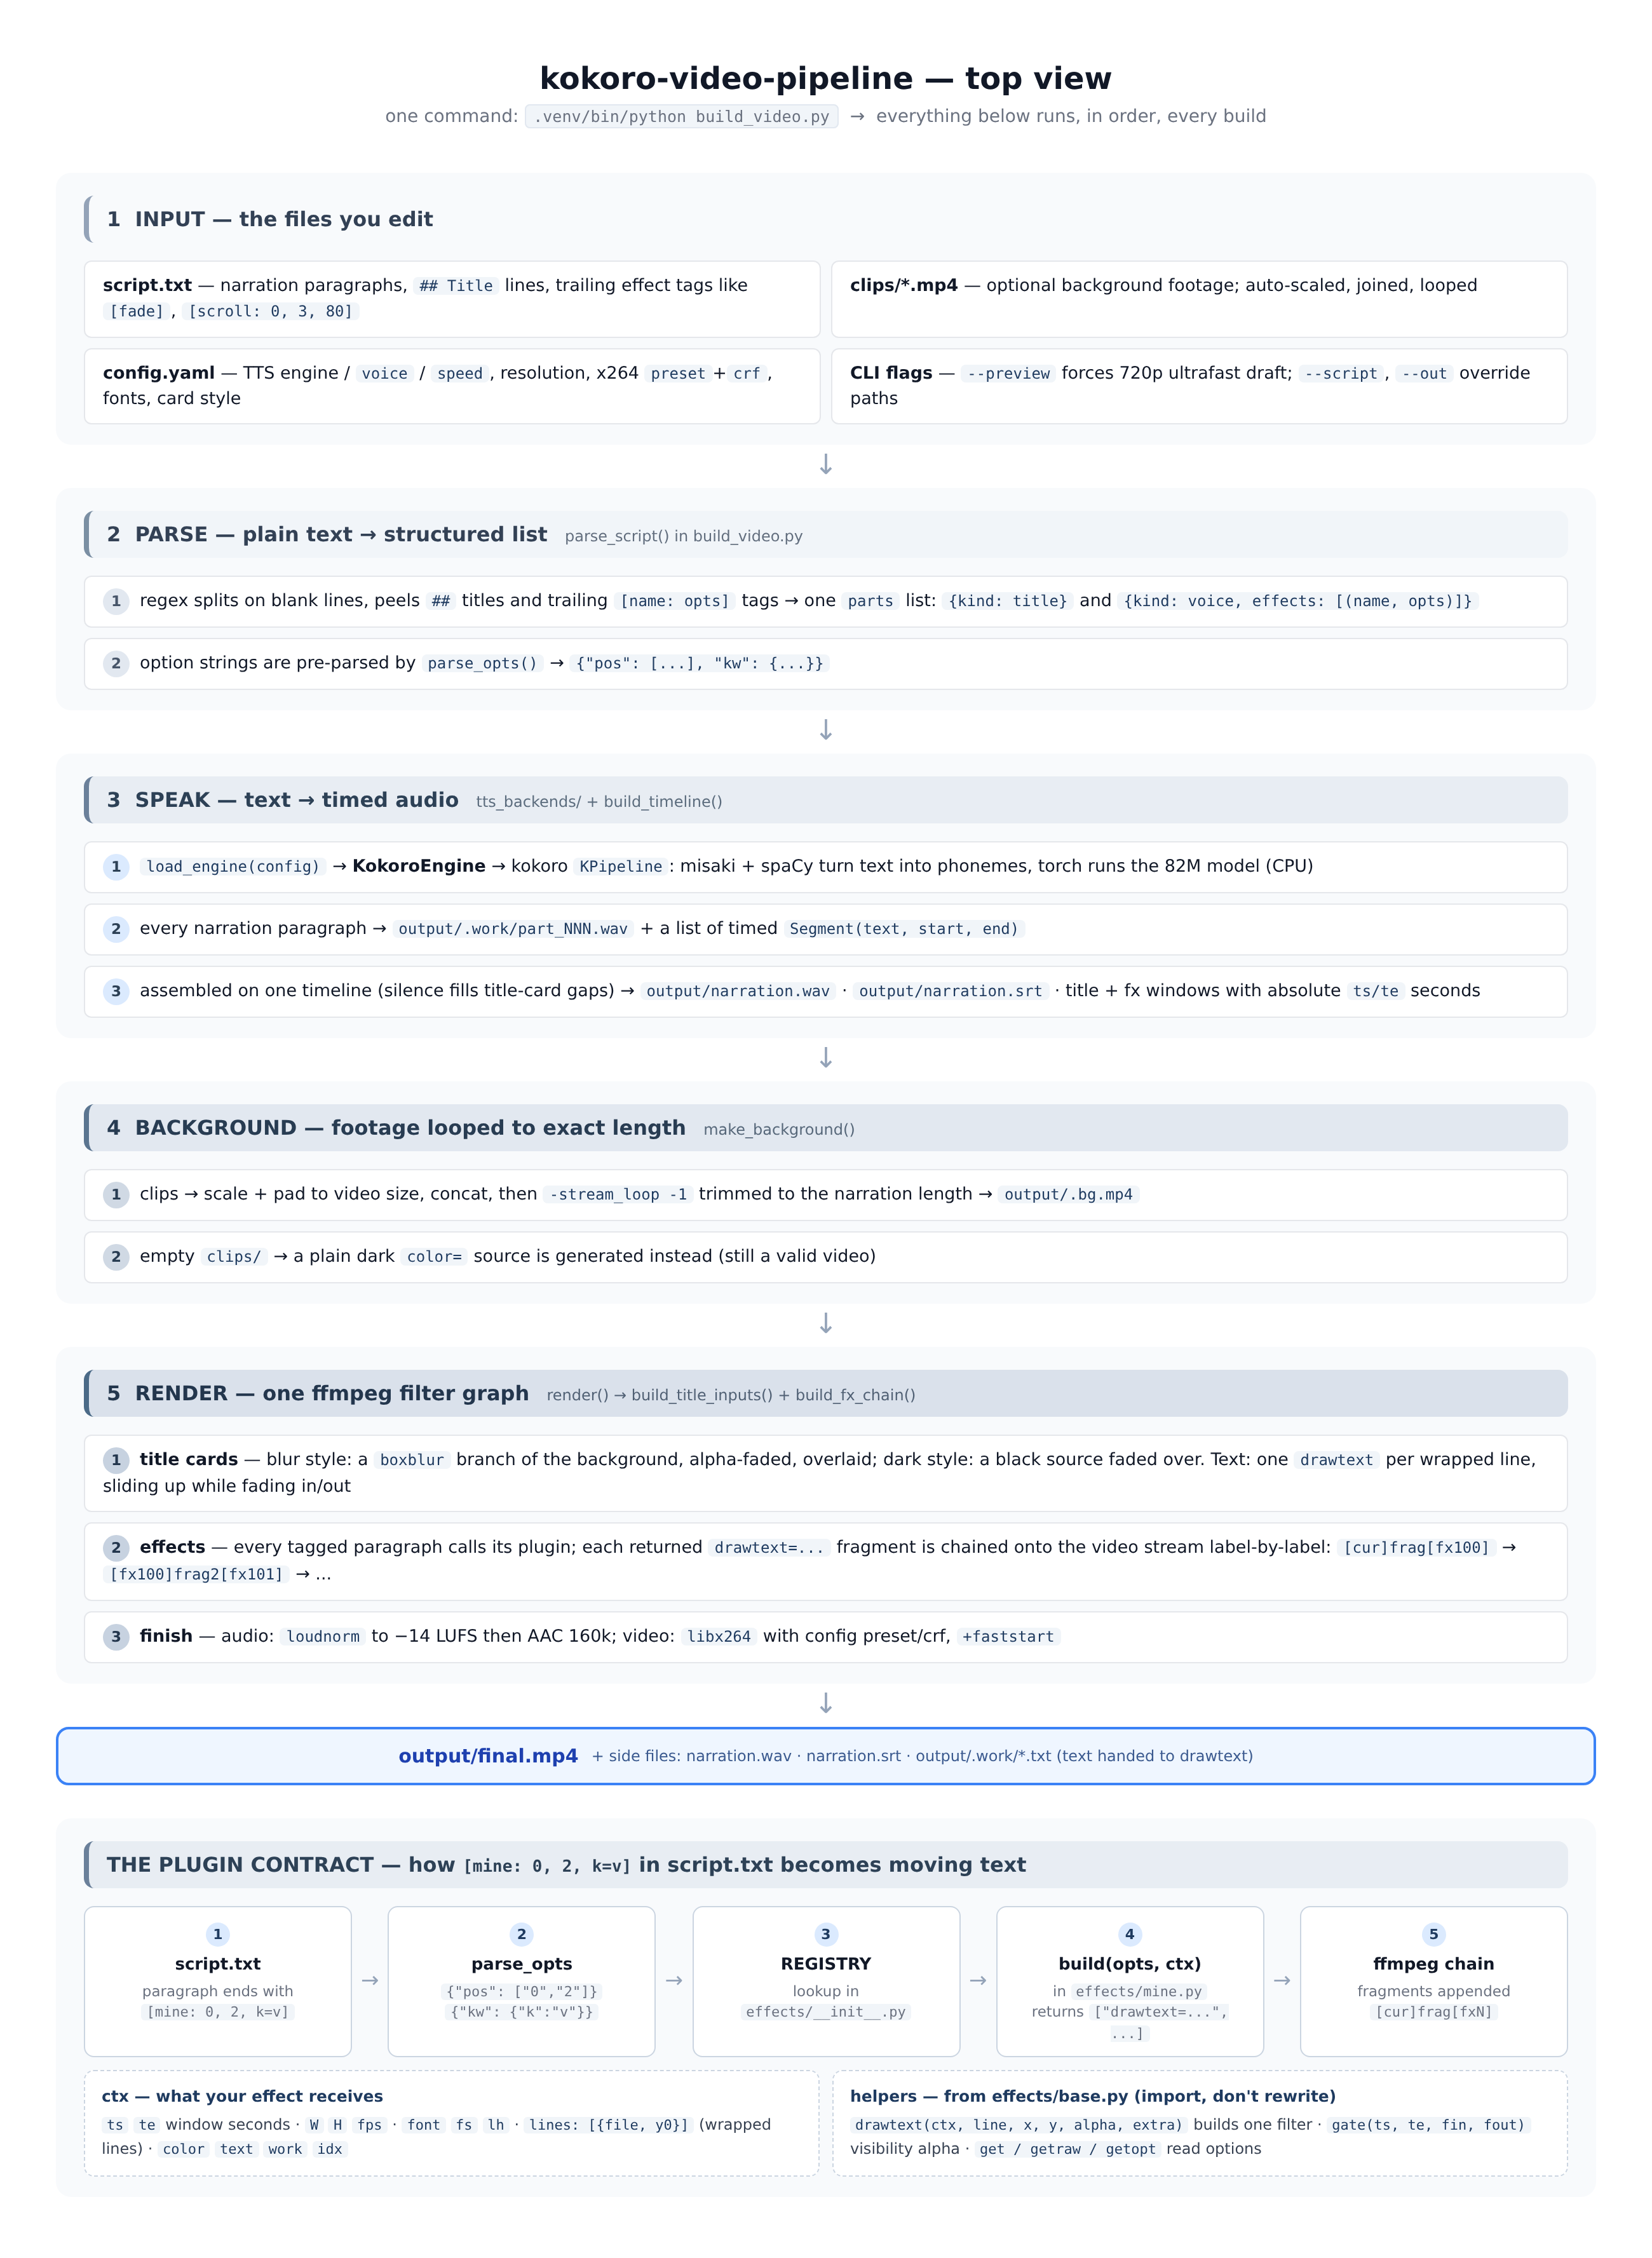 kokoro-video-pipeline — top view
one command: .venv/bin/python build_video.py → everything below runs, in order, every build
1 INPUT — the files you edit
script.txt — narration paragraphs, ## Title lines, trailing effect tags like
[fade], [scroll: 0, 3, 80]
clips/*.mp4 — optional background footage; auto-scaled, joined, looped
config.yaml — TTS engine / voice / speed, resolution, x264 preset+ crf,
fonts, card style
CLI flags — --preview forces 720p ultrafast draft; --script, --out override
paths
↓
2 PARSE — plain text → structured list parse_script() in build_video.py
1 regex splits on blank lines, peels ## titles and trailing [name: opts] tags → one parts list: {kind: title} and {kind: voice, effects: [(name, opts)]}
2 option strings are pre-parsed by parse_opts() → {"pos": [...], "kw": {...}}
↓
3 SPEAK — text → timed audio tts_backends/ + build_timeline()
1 load_engine(config) → KokoroEngine → kokoro KPipeline: misaki + spaCy turn text into phonemes, torch runs the 82M model (CPU)
2 every narration paragraph → output/.work/part_NNN.wav + a list of timed Segment(text, start, end)
3 assembled on one timeline (silence fills title-card gaps) → output/narration.wav · output/narration.srt · title + fx windows with absolute ts/te seconds
↓
4 BACKGROUND — footage looped to exact length make_background()
1 clips → scale + pad to video size, concat, then -stream_loop -1 trimmed to the narration length → output/.bg.mp4
2 empty clips/ → a plain dark color= source is generated instead (still a valid video)
↓
5 RENDER — one ffmpeg filter graph render() → build_title_inputs() + build_fx_chain()
1 title cards — blur style: a boxblur branch of the background, alpha-faded, overlaid; dark style: a black source faded over. Text: one drawtext per wrapped line,
sliding up while fading in/out
2 effects — every tagged paragraph calls its plugin; each returned drawtext=... fragment is chained onto the video stream label-by-label: [cur]frag[fx100] →
[fx100]frag2[fx101] → …
3 finish — audio: loudnorm to −14 LUFS then AAC 160k; video: libx264 with config preset/crf, +faststart
↓
output/final.mp4 + side files: narration.wav · narration.srt · output/.work/*.txt (text handed to drawtext)
THE PLUGIN CONTRACT — how [mine: 0, 2, k=v] in script.txt becomes moving text
1
script.txt
paragraph ends with
[mine: 0, 2, k=v]
→
2
parse_opts
{"pos": ["0","2"]}
{"kw": {"k":"v"}}
→
3
REGISTRY
lookup in
effects/__init__.py
→
4
build(opts, ctx)
in effects/mine.py
returns ["drawtext=...",
...]
→
5
ffmpeg chain
fragments appended
[cur]frag[fxN]
ctx — what your effect receives
ts te window seconds · W H fps · font fs lh · lines: [{file, y0}] (wrapped
lines) · color text work idx
helpers — from effects/base.py (import, don't rewrite)
drawtext(ctx, line, x, y, alpha, extra) builds one filter · gate(ts, te, fin, fout)
visibility alpha · get / getraw / getopt read options